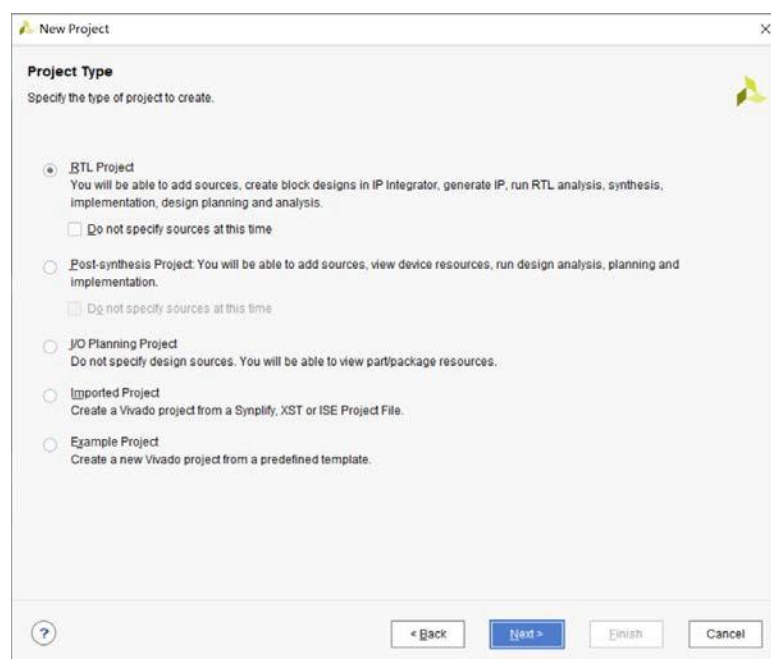 New Project
Project Type
Specify the type of project to create.
RTL Project
You will be able to add sources, create block designs in IP Integrator, generate IP, run RTL analysis, synthesis,
implementation, design planning and analysis.
Do not specify sources at this time
Post-synthesis Project: You will be able to add sources, view device resources, run design analysis, planning and
implementation.
Do not specify sources at this time
I/O Planning Project
Do not specify design sources. You will be able to view part/package resources.
Imported Project
Create a Vivado project from a Synplify, XST or ISE Project File.
Example Project
Create a new Vivado project from a predefined template.
? < Back Next > Finish Cancel